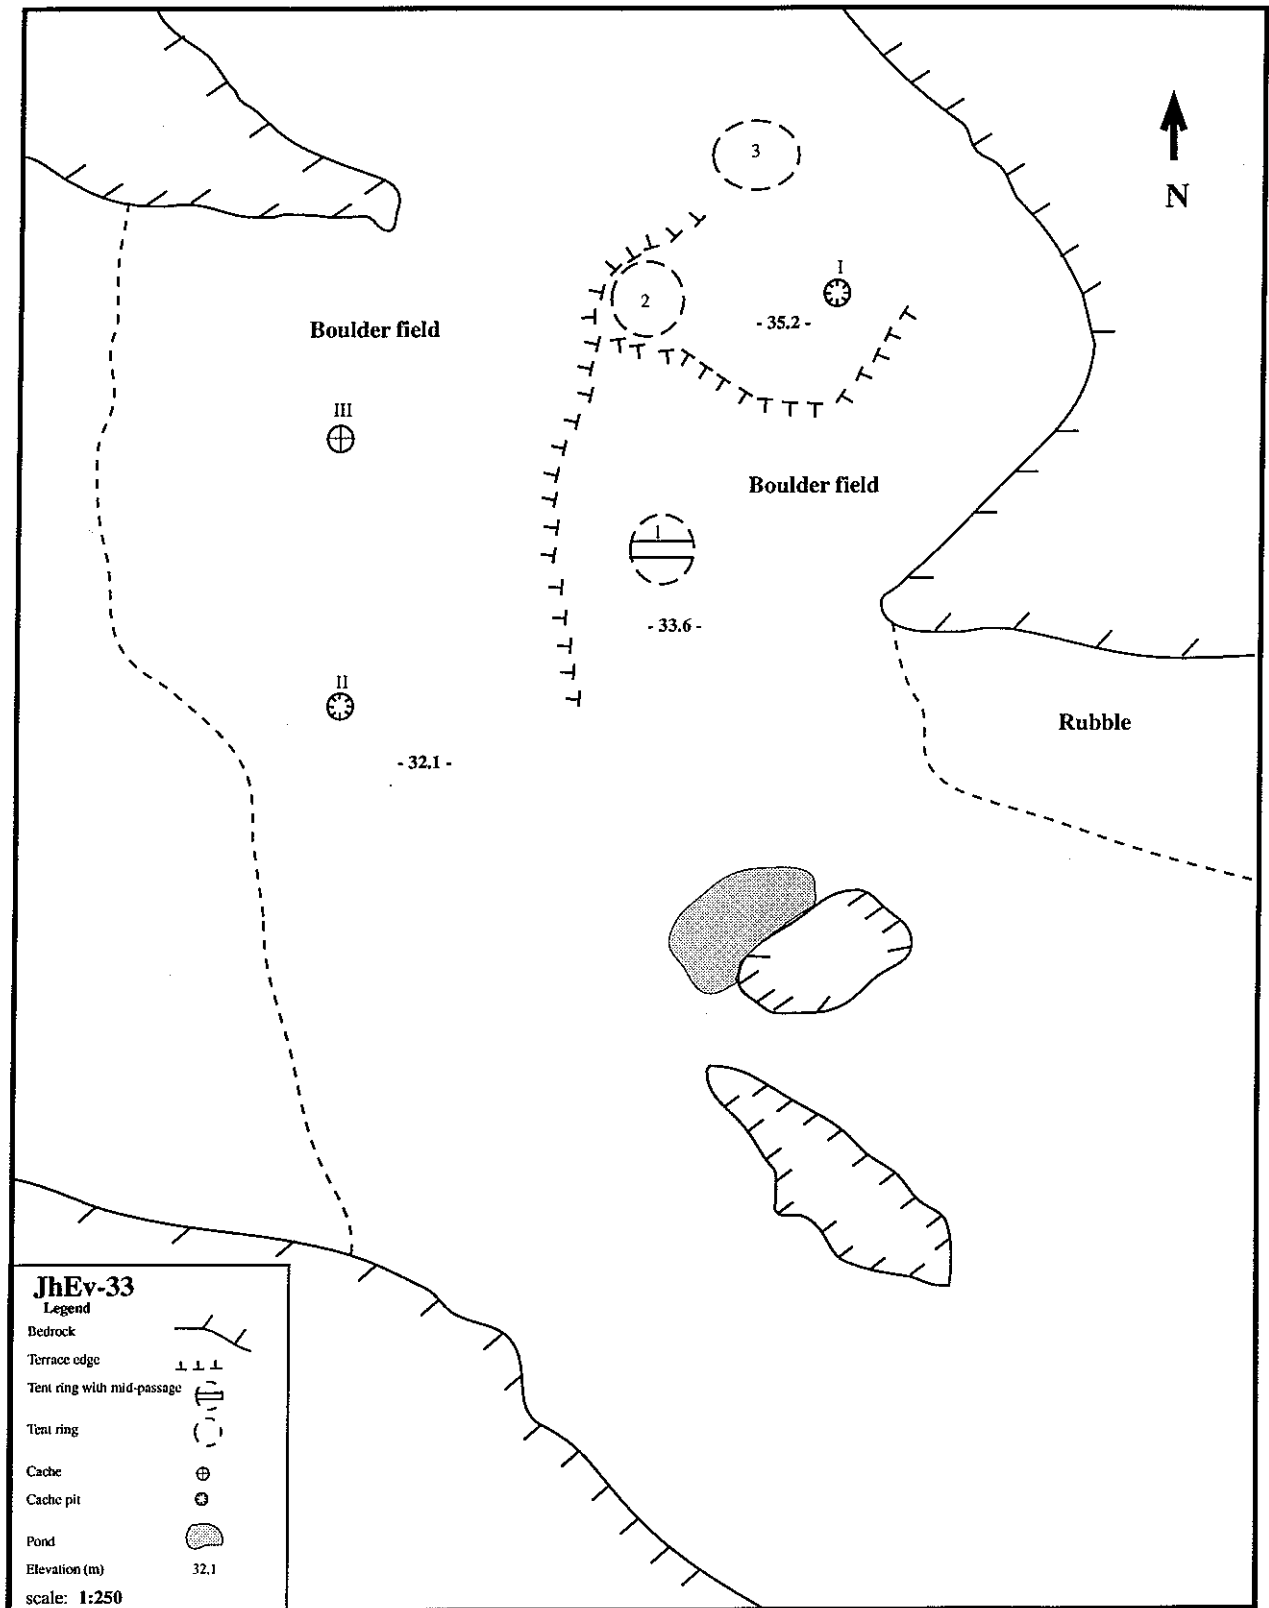 3
N
I
2
- 35.2 -
Boulder field
III
Boulder field
1
- 33.6 -
II
Rubble
- 32.1 -
JhEv-33
Legend
Bedrock
Terrace edge
Tent ring with mid-passage
Tent ring
Cache
Cache pit
Pond
Elevation (m) 32.1
scale: 1:250